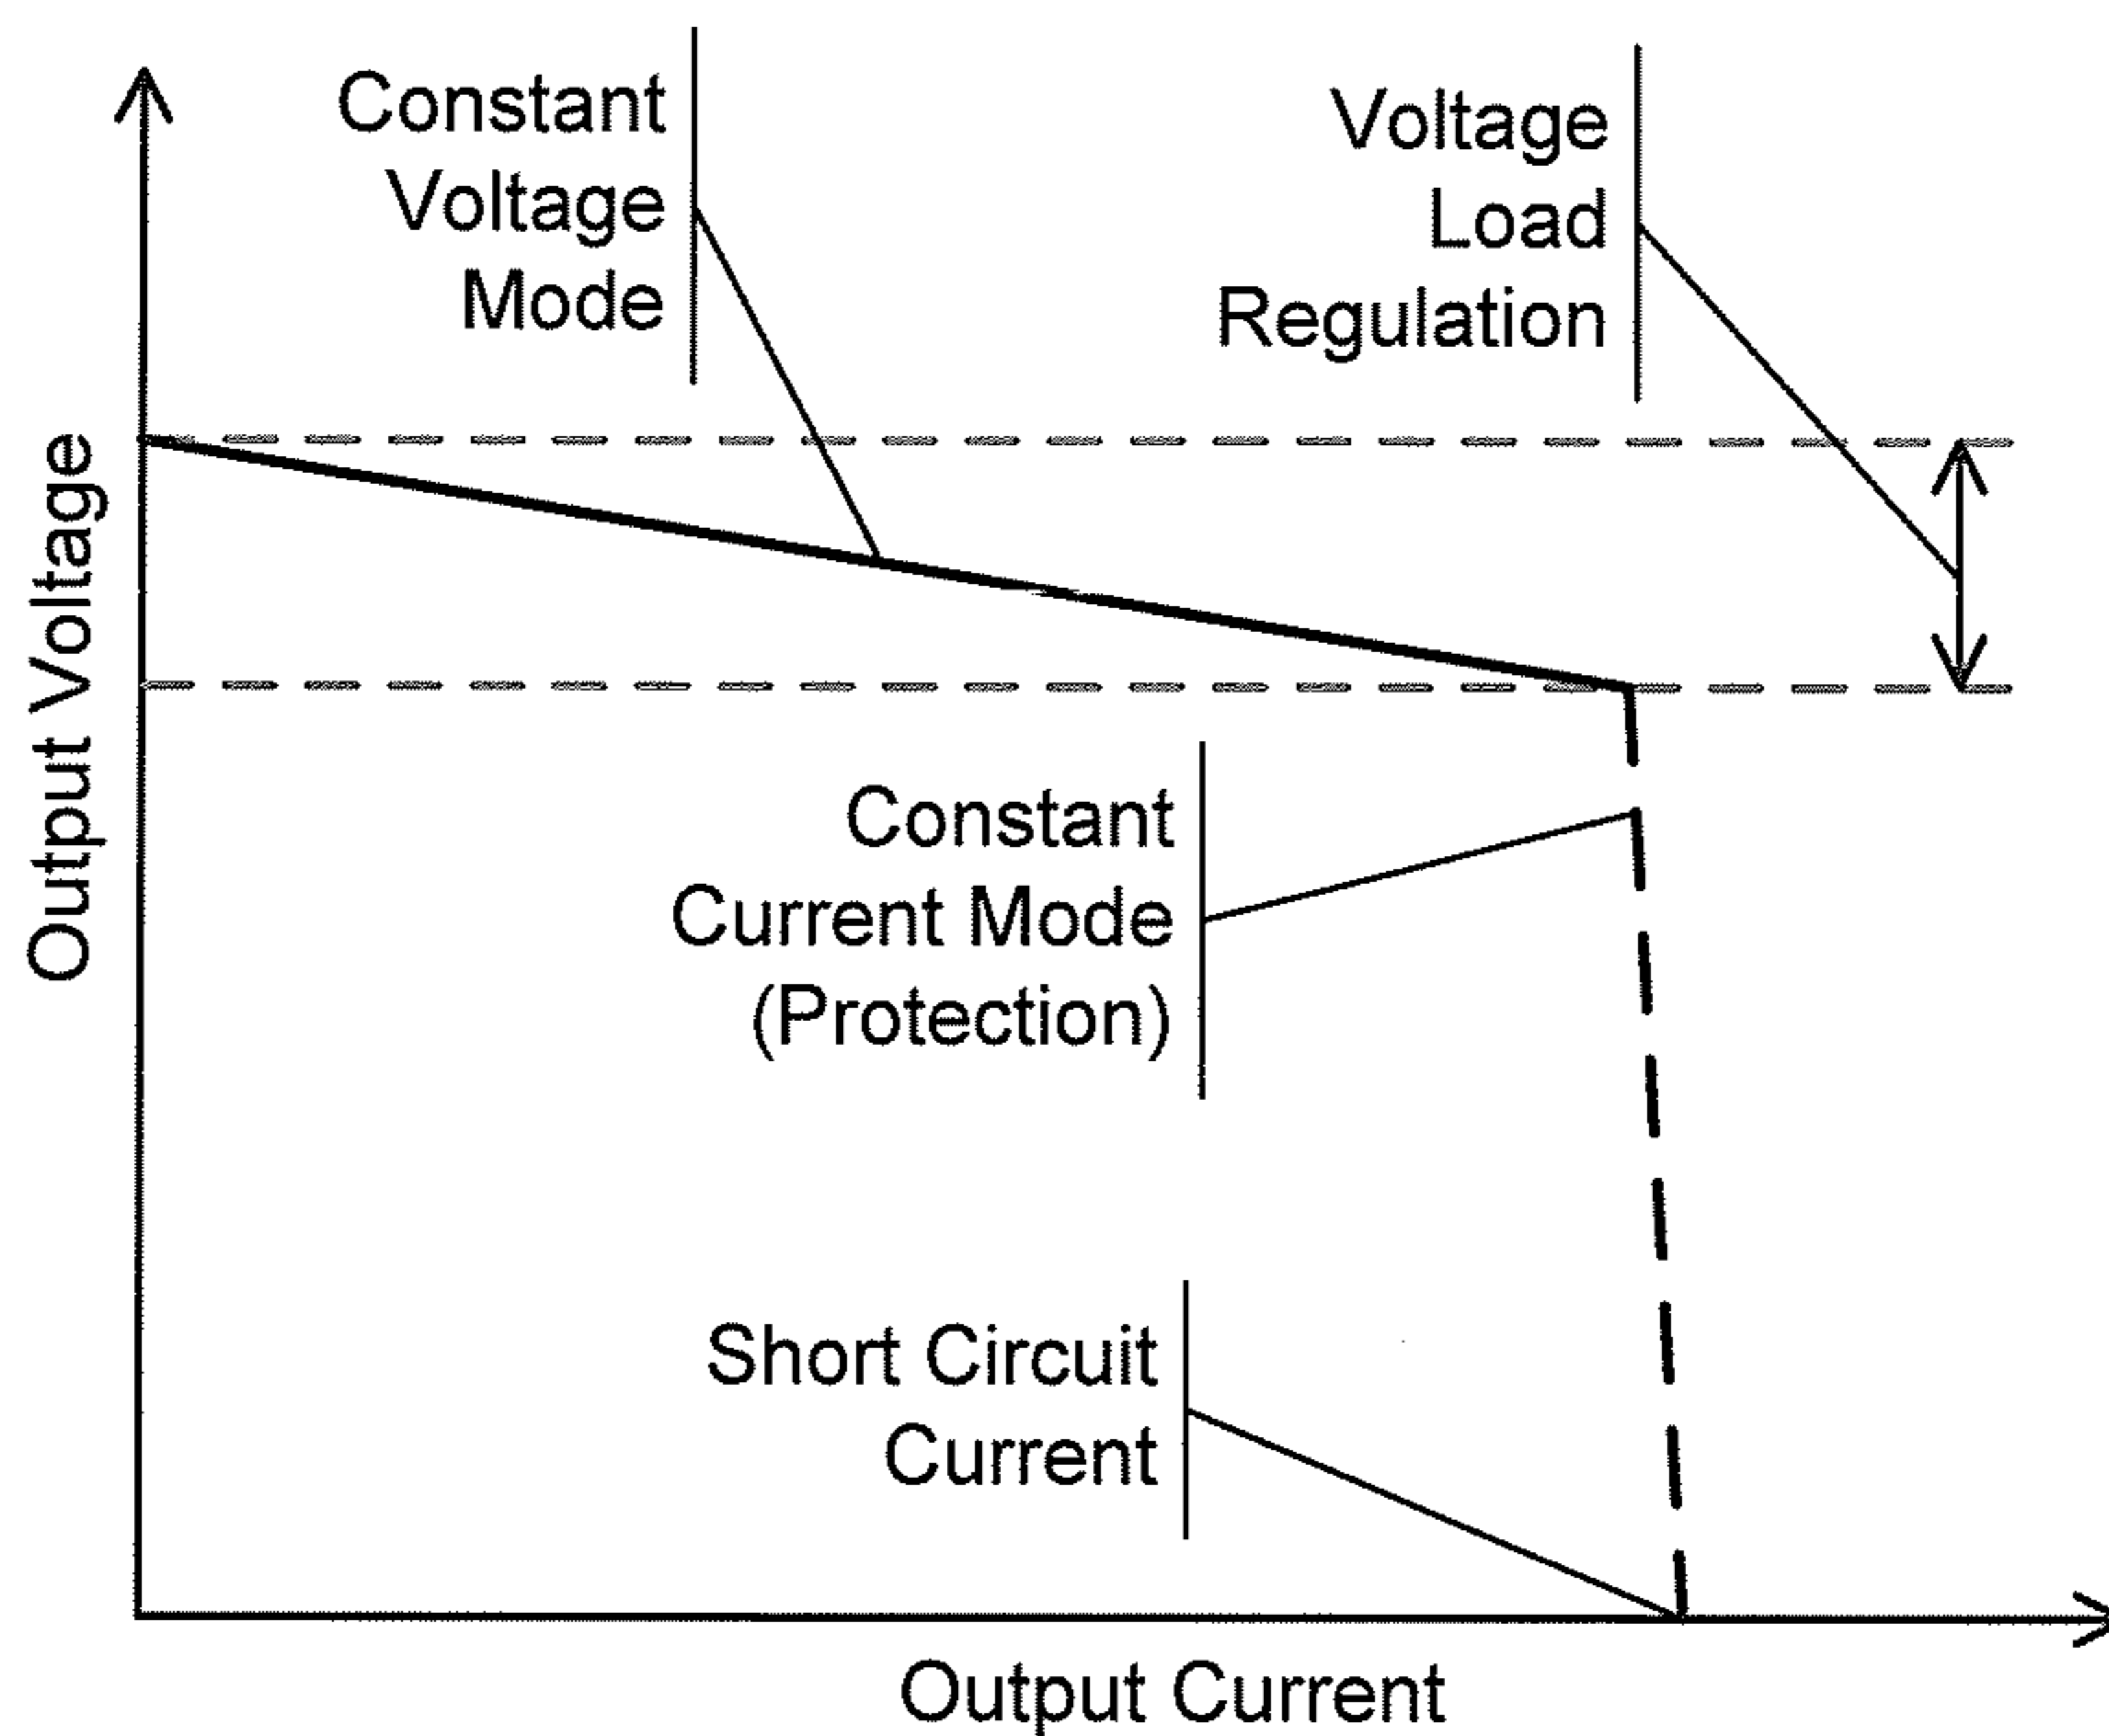 Constant
Voltage
Mode
Voltage
Load
Regulation
Output Voltage
Constant
Current Mode
(Protection)
Short Circuit
Current
Output Current